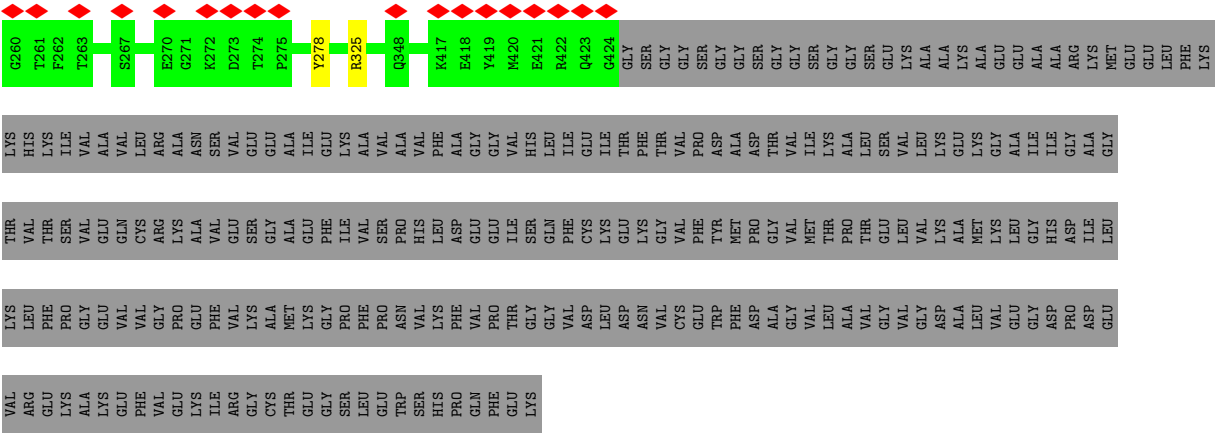 G260 T261 F262 T263 S267 E270 G271 K272 D273 T274 P275 Y278 R325 Q348 K417 E418 Y419 M420 E421 R422 Q423 G424 GLY SER GLY GLY SER GLY GLY SER GLY GLY SER GLY GLY SER GLU LYS ALA ALA LYS ALA GLU GLU ALA ALA ARG LYS MET GLU GLU LEU PHE LYS
LYS HIS LYS ILE VAL ALA VAL LEU ARG ALA ASN SER VAL GLU GLU ALA ILE GLU LYS ALA VAL ALA VAL PHE ALA GLY GLY VAL HIS LEU ILE GLU ILE THR PHE THR VAL PRO ASP ALA ASP THR VAL ILE LYS ALA LEU SER VAL LEU LYS GLU LYS GLY ALA ILE ILE GLY ALA GLY
THR VAL THR SER VAL GLU GLN CYS ARG LYS ALA VAL GLU SER GLY ALA GLU PHE ILE VAL SER PRO HIS LEU ASP GLU GLU ILE SER GLN PHE CYS LYS GLU LYS GLY VAL PHE TYR MET PRO GLY VAL MET THR PRO THR GLU LEU VAL LYS ALA MET LYS LEU GLY HIS ASP ILE LEU
LYS LEU PHE PRO GLY GLU VAL VAL GLY PRO GLU PHE VAL LYS ALA MET LYS GLY PRO PHE PRO ASN VAL LYS PHE VAL PRO THR GLY GLY VAL ASP LEU ASP ASN VAL CYS GLU TRP PHE ASP ALA GLY VAL LEU ALA VAL GLY VAL GLY ASP ALA LEU VAL GLU GLY ASP PRO ASP GLU
VAL ARG GLU LYS ALA LYS GLU PHE VAL GLU LYS ILE ARG GLY CYS THR GLU GLY SER LEU GLU TRP SER HIS PRO GLN PHE GLU LYS